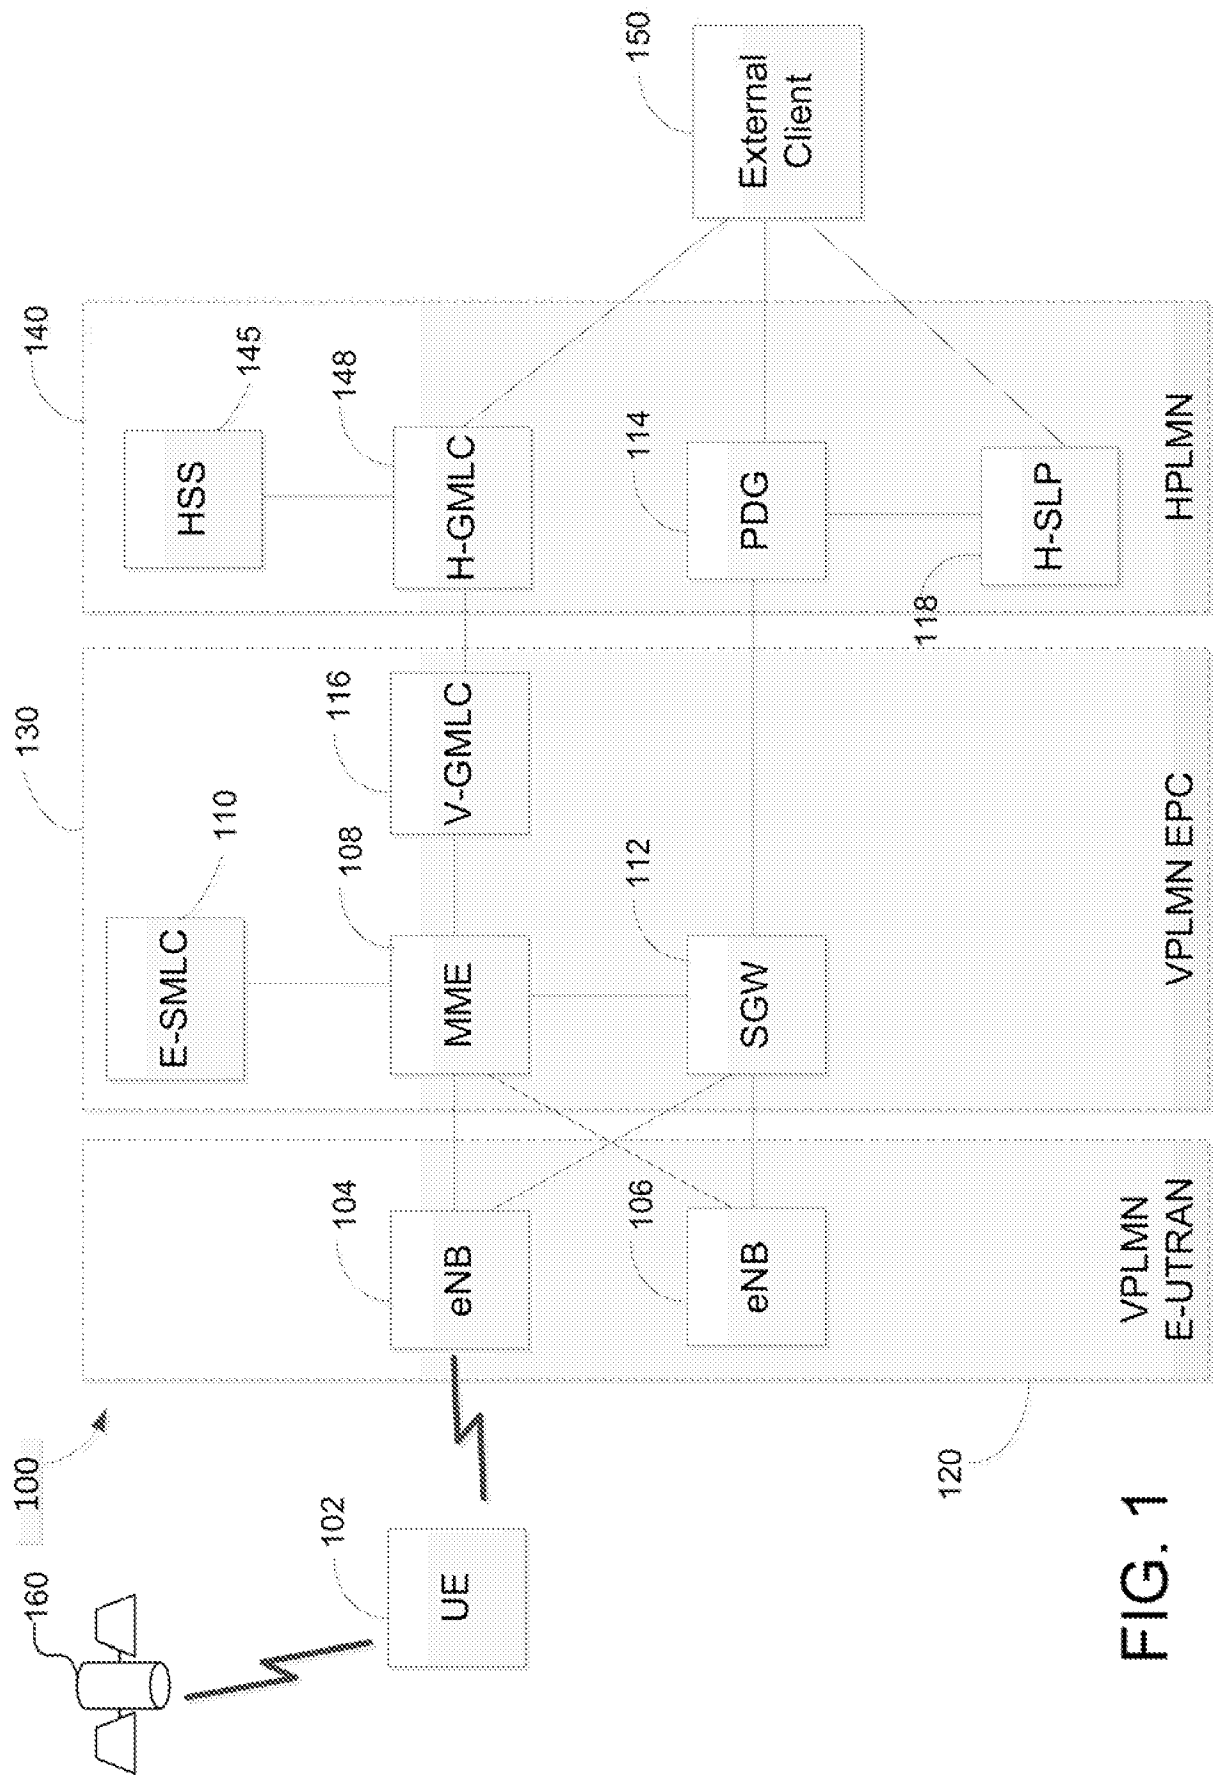 100
160
102
UE
104
eNB
106
eNB
120
VPLMN
E-UTRAN
130
110
E-SMLC
108
MME
116
V-GMLC
112
SGW
VPLMN EPC
140
145
HSS
148
H-GMLC
114
PDG
118
H-SLP
HPLMN
150
External
Client
FIG. 1